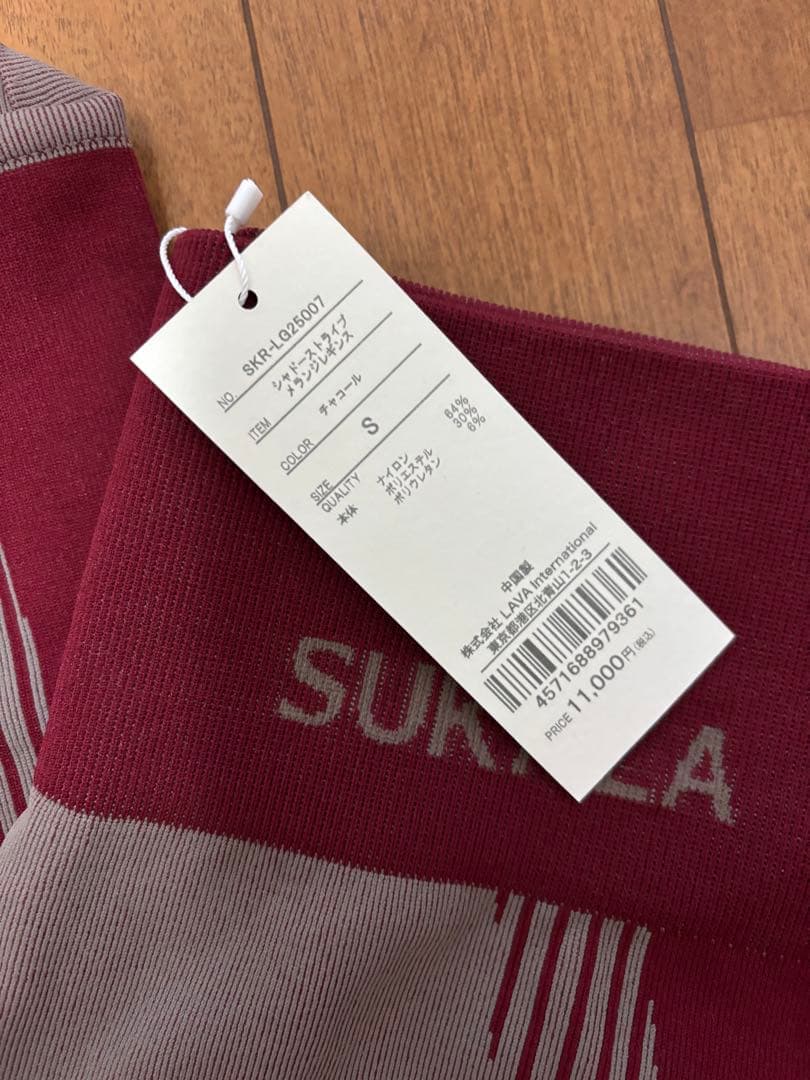 NO. SKR-LG25007
ITEM シャドーストライプ
メランジレギンス
COLOR チャコール
SIZE S
QUALITY
本体 ナイロン 64%
ポリエステル 30%
ポリウレタン 6%
中国製
株式会社 LAVA International
東京都港区北青山1-2-3
4571688979361
PRICE 11,000円(税込)
SUK
LA